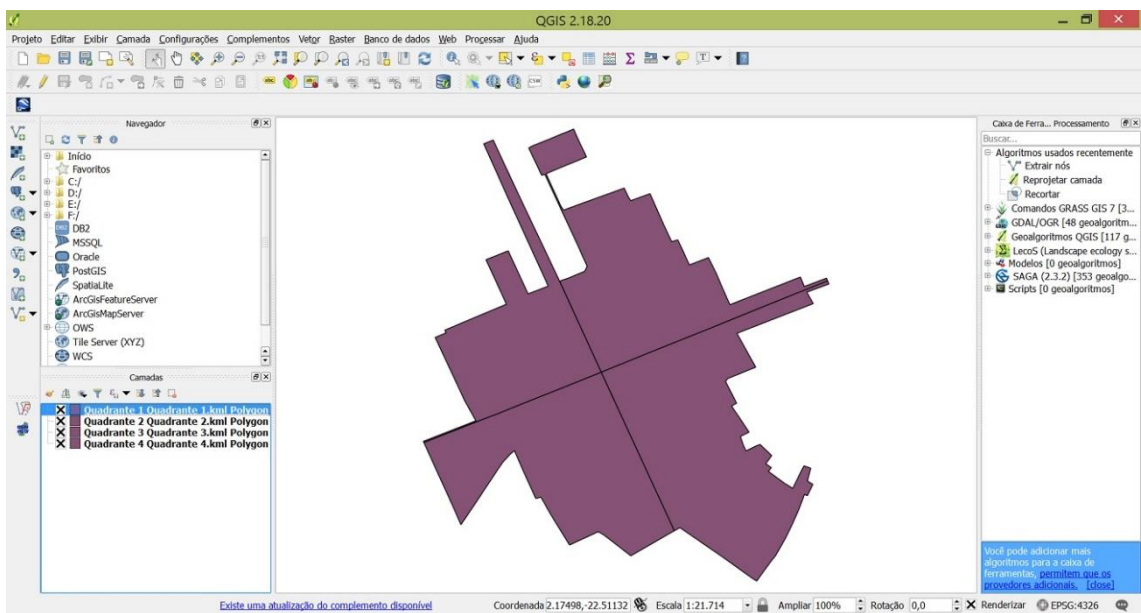 QGIS 2.18.20
Projeto Editar Exibir Camada Configurações Complementos Vetor Raster Banco de dados Web Processar Ajuda
Navegador
Início
Favoritos
C:/
D:/
E:/
F:/
DB2
MSSQL
Oracle
PostGIS
SpatiaLite
ArcGisFeatureServer
ArcGisMapServer
OWS
Tile Server (XYZ)
WCS
Camadas
Quadrante 1 Quadrante 1.kml Polygon
Quadrante 2 Quadrante 2.kml Polygon
Quadrante 3 Quadrante 3.kml Polygon
Quadrante 4 Quadrante 4.kml Polygon
Caixa de Ferra... Processamento
Buscar...
Algoritmos usados recentemente
Extrair nós
Reprojetar camada
Recortar
Comandos GRASS GIS 7 [3...
GDAL/OGR [48 geoalgoritm...
Geoalgoritmos QGIS [117 g...
LecoS (Landscape ecology s...
Modelos [0 geoalgoritmos]
SAGA (2.3.2) [353 geoalgo...
Scripts [0 geoalgoritmos]
Você pode adicionar mais
algoritmos para a caixa de
ferramentas, permitem que os
provedores adicionais. [close]
Existe uma atualização do complemento disponível
Coordenada 2.17498,-22.51132 Escala 1:21.714 Ampliar 100% Rotação 0,0 Renderizar EPSG:4326